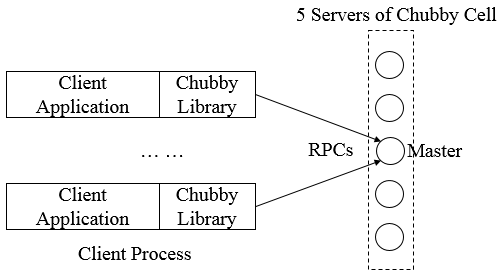 5 Servers of Chubby Cell
Client Application
Chubby Library
RPCs
Master
... ...
Client Application
Chubby Library
Client Process